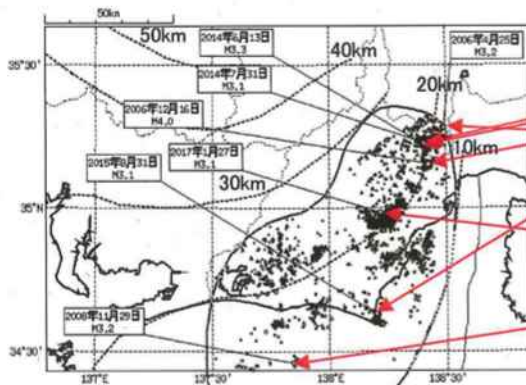 50km
50km
40km
2014年6月13日
M3.3
2006年4月25日
M3.2
35°30'
2014年7月31日
M3.1
20km
2006年12月16日
M4.0
10km
2017年1月27日
M3.1
2015年8月31日
M3.1
30km
35°N
2008年11月29日
M3.2
34°30'
137°E
137°30'
138°E
138°30'